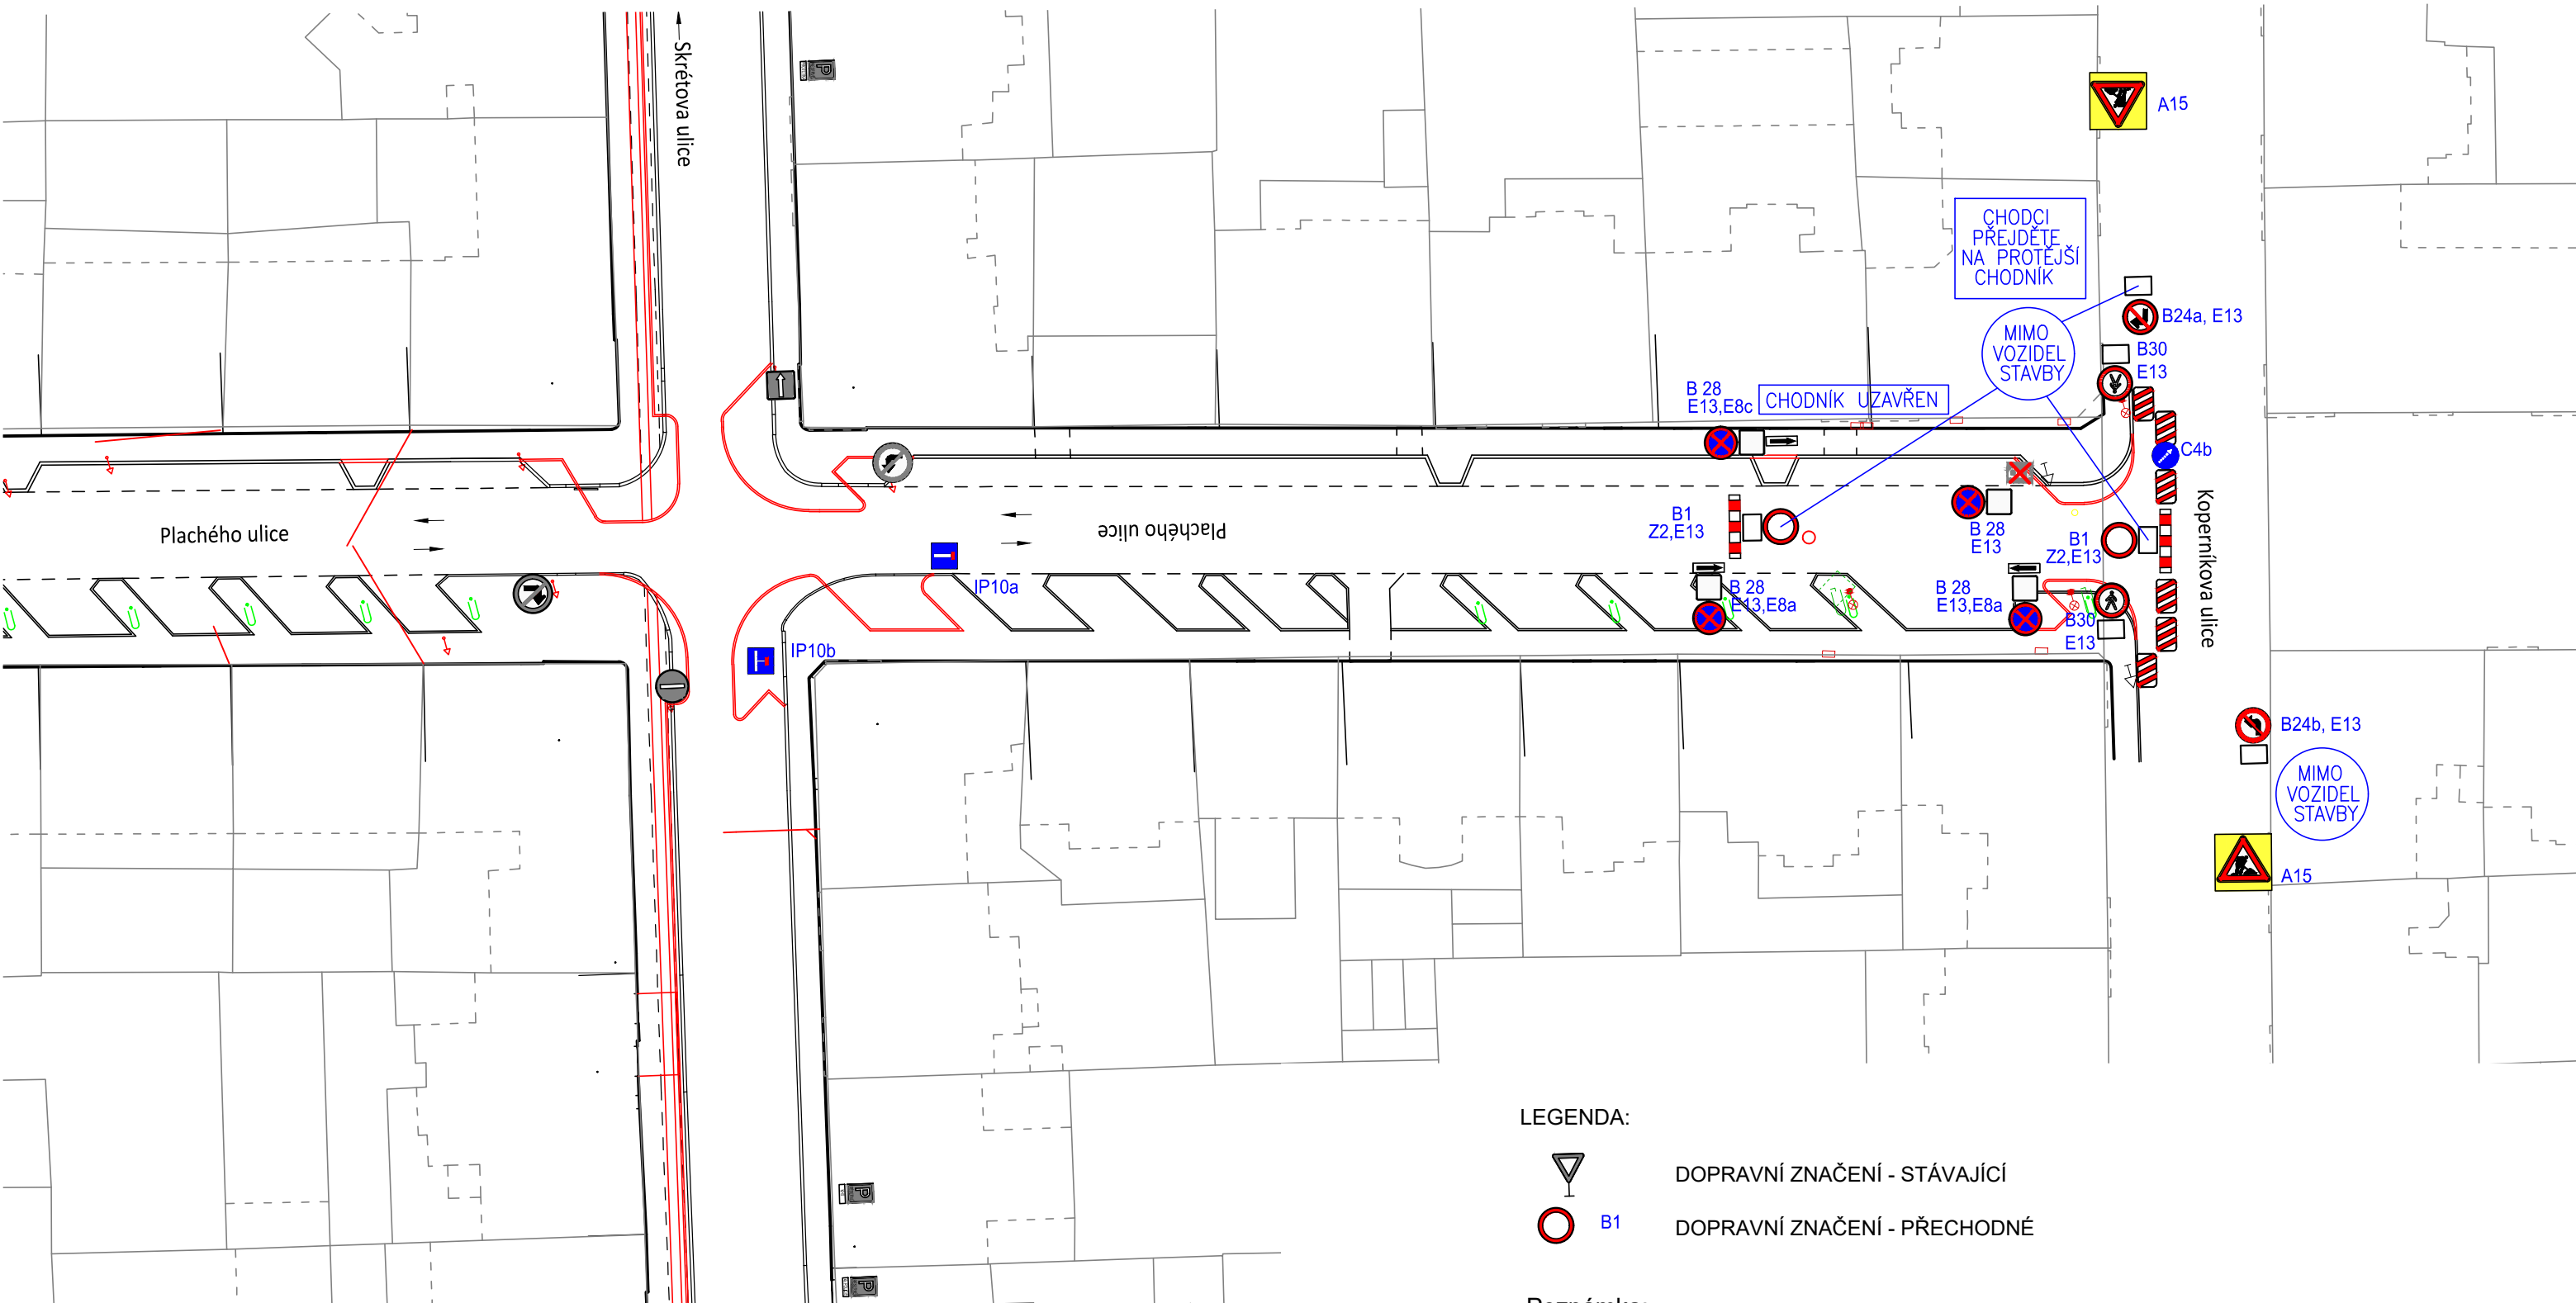 Skrétova ulice
A15
CHODCI
PŘEJDĚTE
NA PROTĚJŠÍ
CHODNÍK
B24a, E13
MIMO
VOZIDEL
STAVBY
B30
E13
B 28
E13,E8c
CHODNÍK UZAVŘEN
C4b
Plachého ulice
Plachého ulice
B1
Z2,E13
B 28
E13
B1
Z2,E13
Koperníkova ulice
IP10a
B 28
E13,E8a
B 28
E13,E8a
B30
E13
IP10b
B24b, E13
MIMO
VOZIDEL
STAVBY
A15
P
P
P
LEGENDA:
DOPRAVNÍ ZNAČENÍ - STÁVAJÍCÍ
B1
DOPRAVNÍ ZNAČENÍ - PŘECHODNÉ